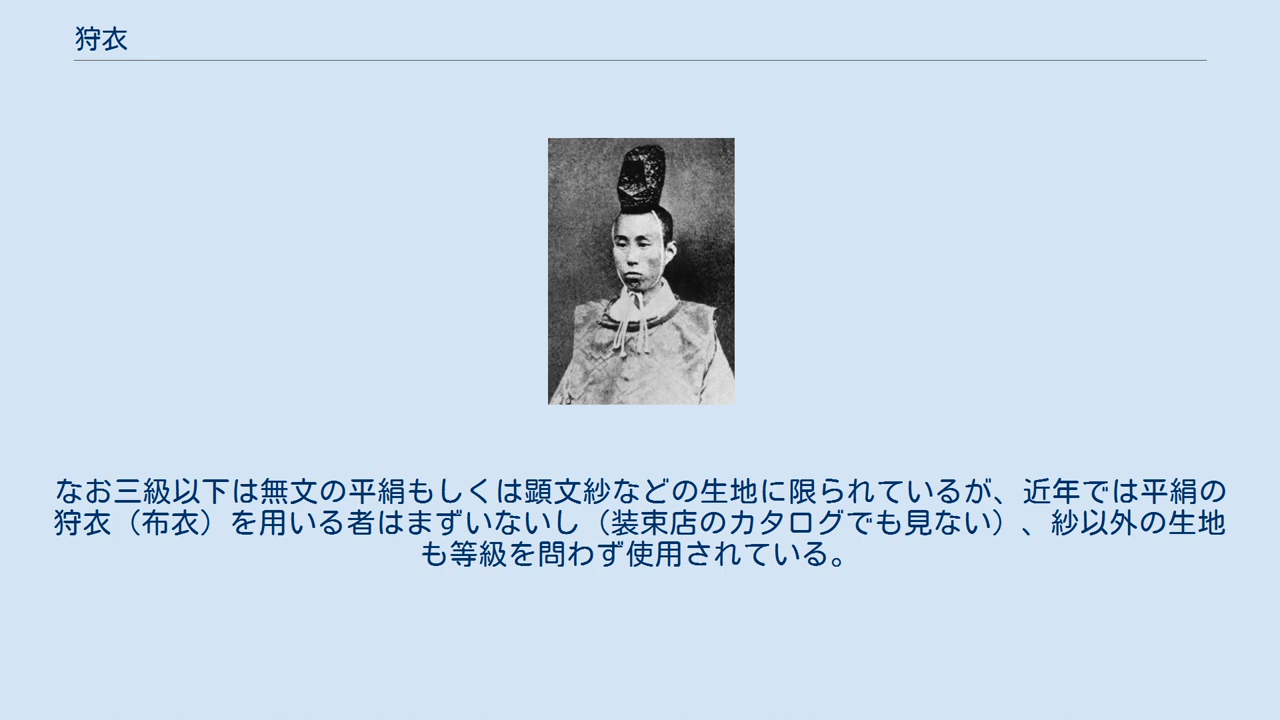 狩衣
なお三級以下は無文の平絹もしくは顕文紗などの生地に限られているが、近年では平絹の
狩衣（布衣）を用いる者はまずいないし（装束店のカタログでも見ない）、紗以外の生地
も等級を問わず使用されている。